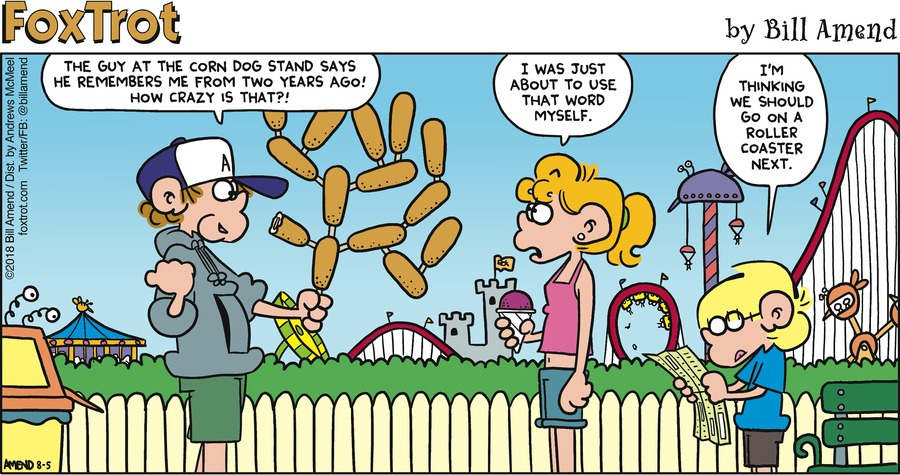 FoxTrot
by Bill Amend
THE GUY AT THE CORN DOG STAND SAYS
HE REMEMBERS ME FROM TWO YEARS AGO!
HOW CRAZY IS THAT?!
I WAS JUST
ABOUT TO USE
THAT WORD
MYSELF.
I'M
THINKING
WE SHOULD
GO ON A
ROLLER
COASTER
NEXT.
A
©2018 Bill Amend / Dist. by Andrews McMeel
foxtrot.com Twitter/FB: @billamend
AMEND 8-5